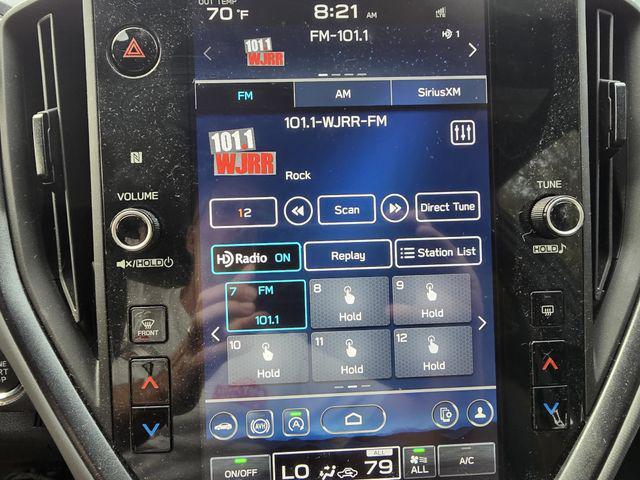 OUT TEMP
70 °F 8:21 AM
FM-101.1
HD 1
101.1 WJRR
FM AM SiriusXM
101.1-WJRR-FM
101.1
WJRR
Rock
VOLUME
TUNE
12 Scan Direct Tune
HOLD
HOLD
HD Radio ON Replay Station List
7 FM 8 9
101.1 Hold Hold
10 11 12
Hold Hold Hold
FRONT
AVH A
ON/OFF LO ALL 79 ALL A/C